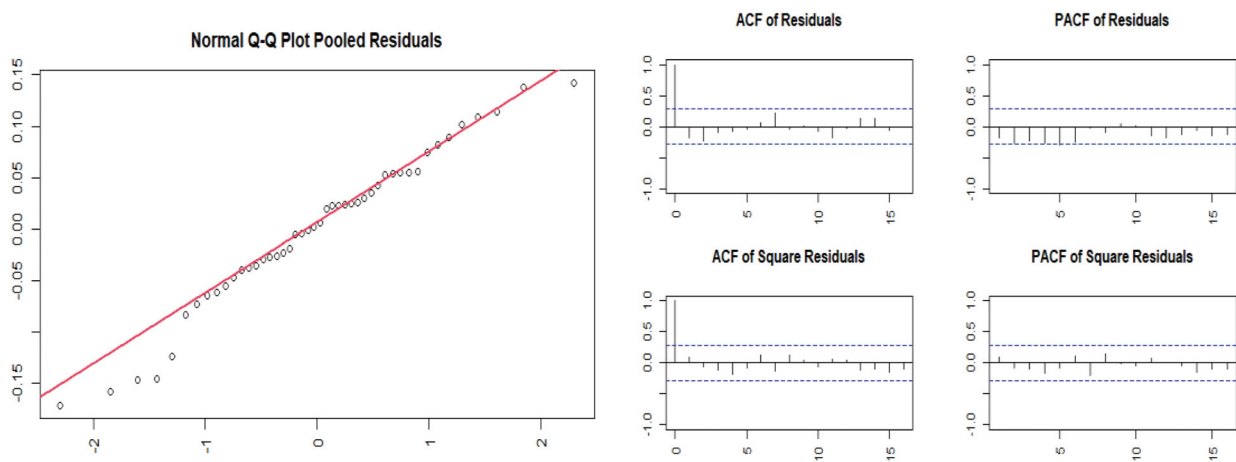 Normal Q-Q Plot Pooled Residuals
0.15
0.10
0.05
0.00
-0.05
-0.15
-2 -1 0 1 2
ACF of Residuals
1.0
0.5
0.0
-1.0
0 5 10 15
PACF of Residuals
1.0
0.5
0.0
-1.0
5 10 15
ACF of Square Residuals
1.0
0.5
0.0
-1.0
0 5 10 15
PACF of Square Residuals
1.0
0.5
0.0
-1.0
5 10 15